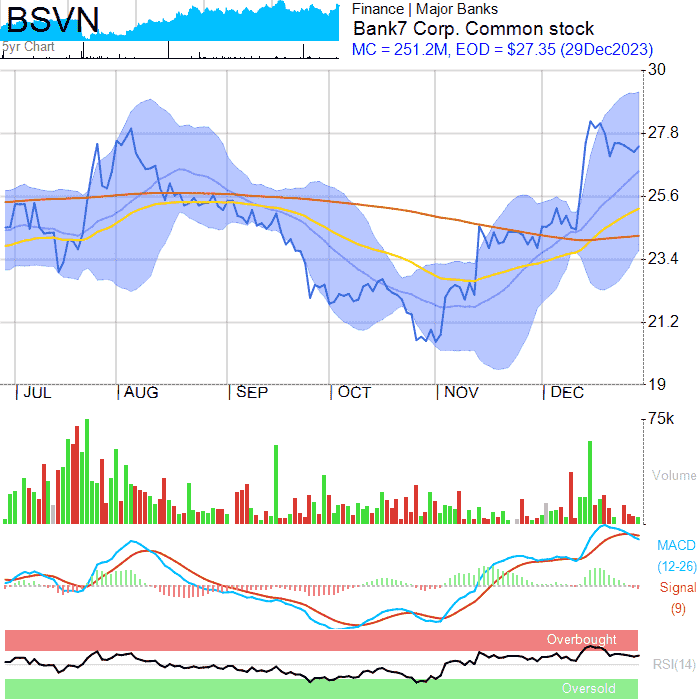 BSVN
5yr Chart
Finance | Major Banks
Bank7 Corp. Common stock
MC = 251.2M, EOD = $27.35 (29Dec2023)
30
27.8
25.6
23.4
21.2
19
JUL AUG SEP OCT NOV DEC
75k
Volume
MACD
(12-26)
Signal
(9)
Overbought
RSI(14)
Oversold